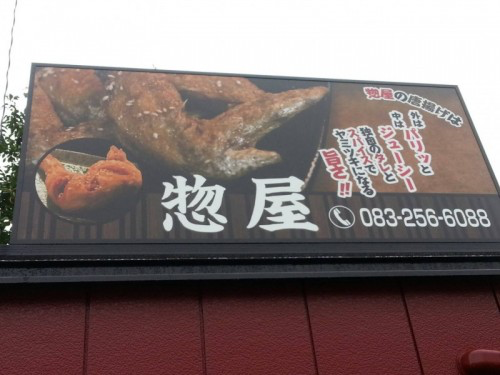 惣屋の唐揚げは
外はパリッと
中はジューシー
独自のタレと
スパイスで
ヤミツキになる
旨さ!!
惣屋
083-256-6088